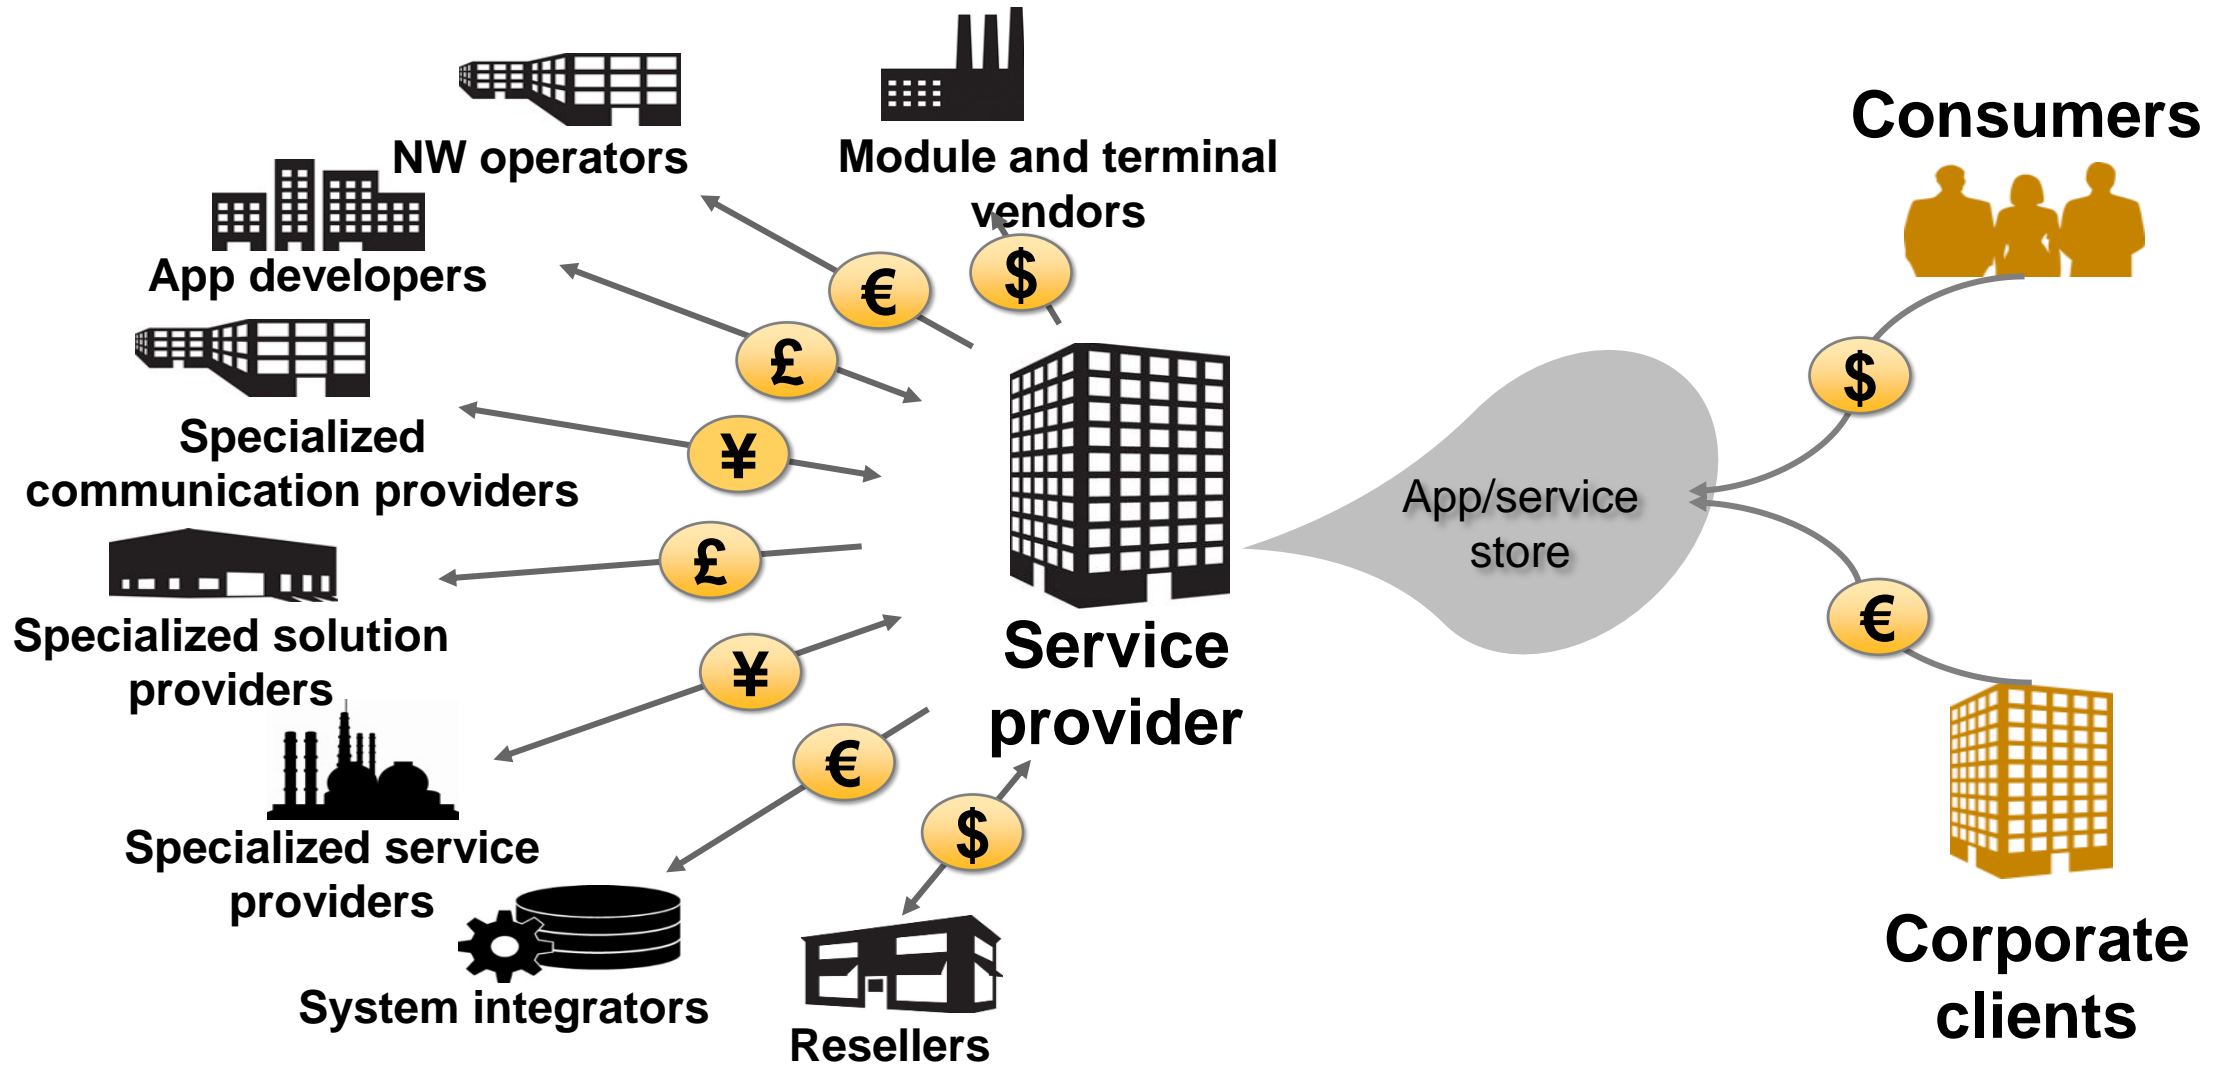 NW operators
Module and terminal
vendors
Consumers
App developers
€
$
£
$
Specialized
communication providers
¥
App/service
store
£
Specialized solution
providers
¥
Service
provider
€
€
Specialized service
providers
$
System integrators
Resellers
Corporate
clients